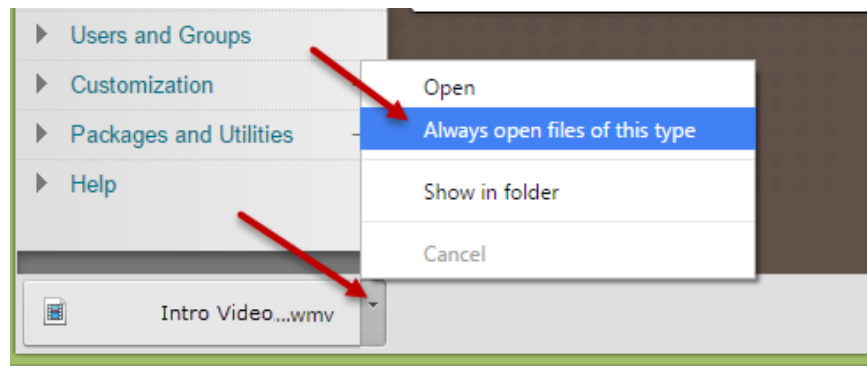 Users and Groups
Customization
Packages and Utilities
Help
Open
Always open files of this type
Show in folder
Cancel
Intro Video...wmv